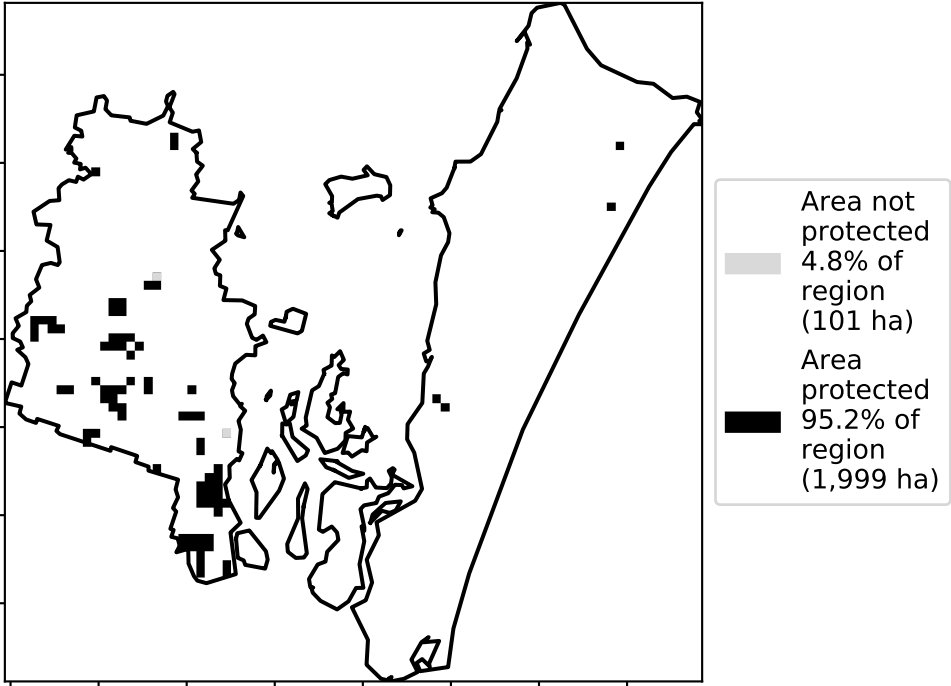 Area not
protected
4.8% of
region
(101 ha)
Area
protected
95.2% of
region
(1,999 ha)